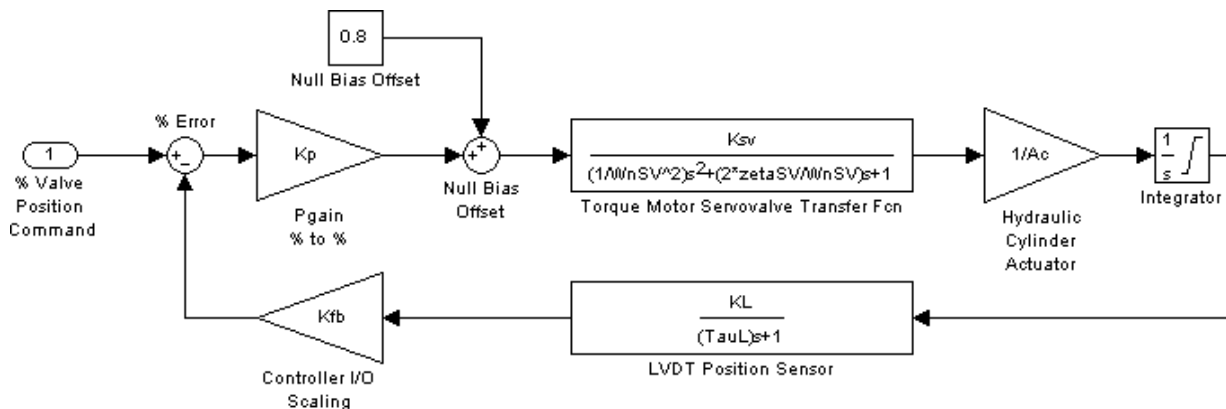 0.8
Null Bias Offset
% Error
1
% Valve
Position
Command
+
−
Kp
Pgain
% to %
+
+
Null Bias
Offset
Ksv
(1/WnSV^2)s²+(2*zetaSV/WnSV)s+1
Torque Motor Servovalve Transfer Fcn
1/Ac
Hydraulic
Cylinder
Actuator
1
s
Integrator
Kfb
Controller I/O
Scaling
KL
(TauL)s+1
LVDT Position Sensor